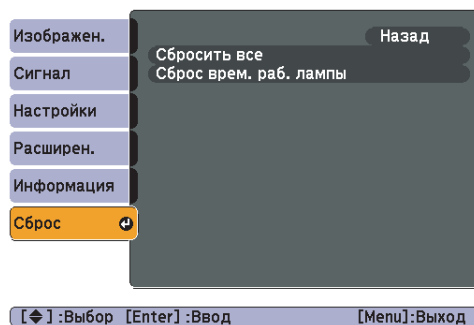 Изображен.
Сигнал
Настройки
Расширен.
Информация
Сброс
Назад
Сбросить все
Сброс врем. раб. лампы
[◆] :Выбор [Enter] :Ввод [Menu]:Выход